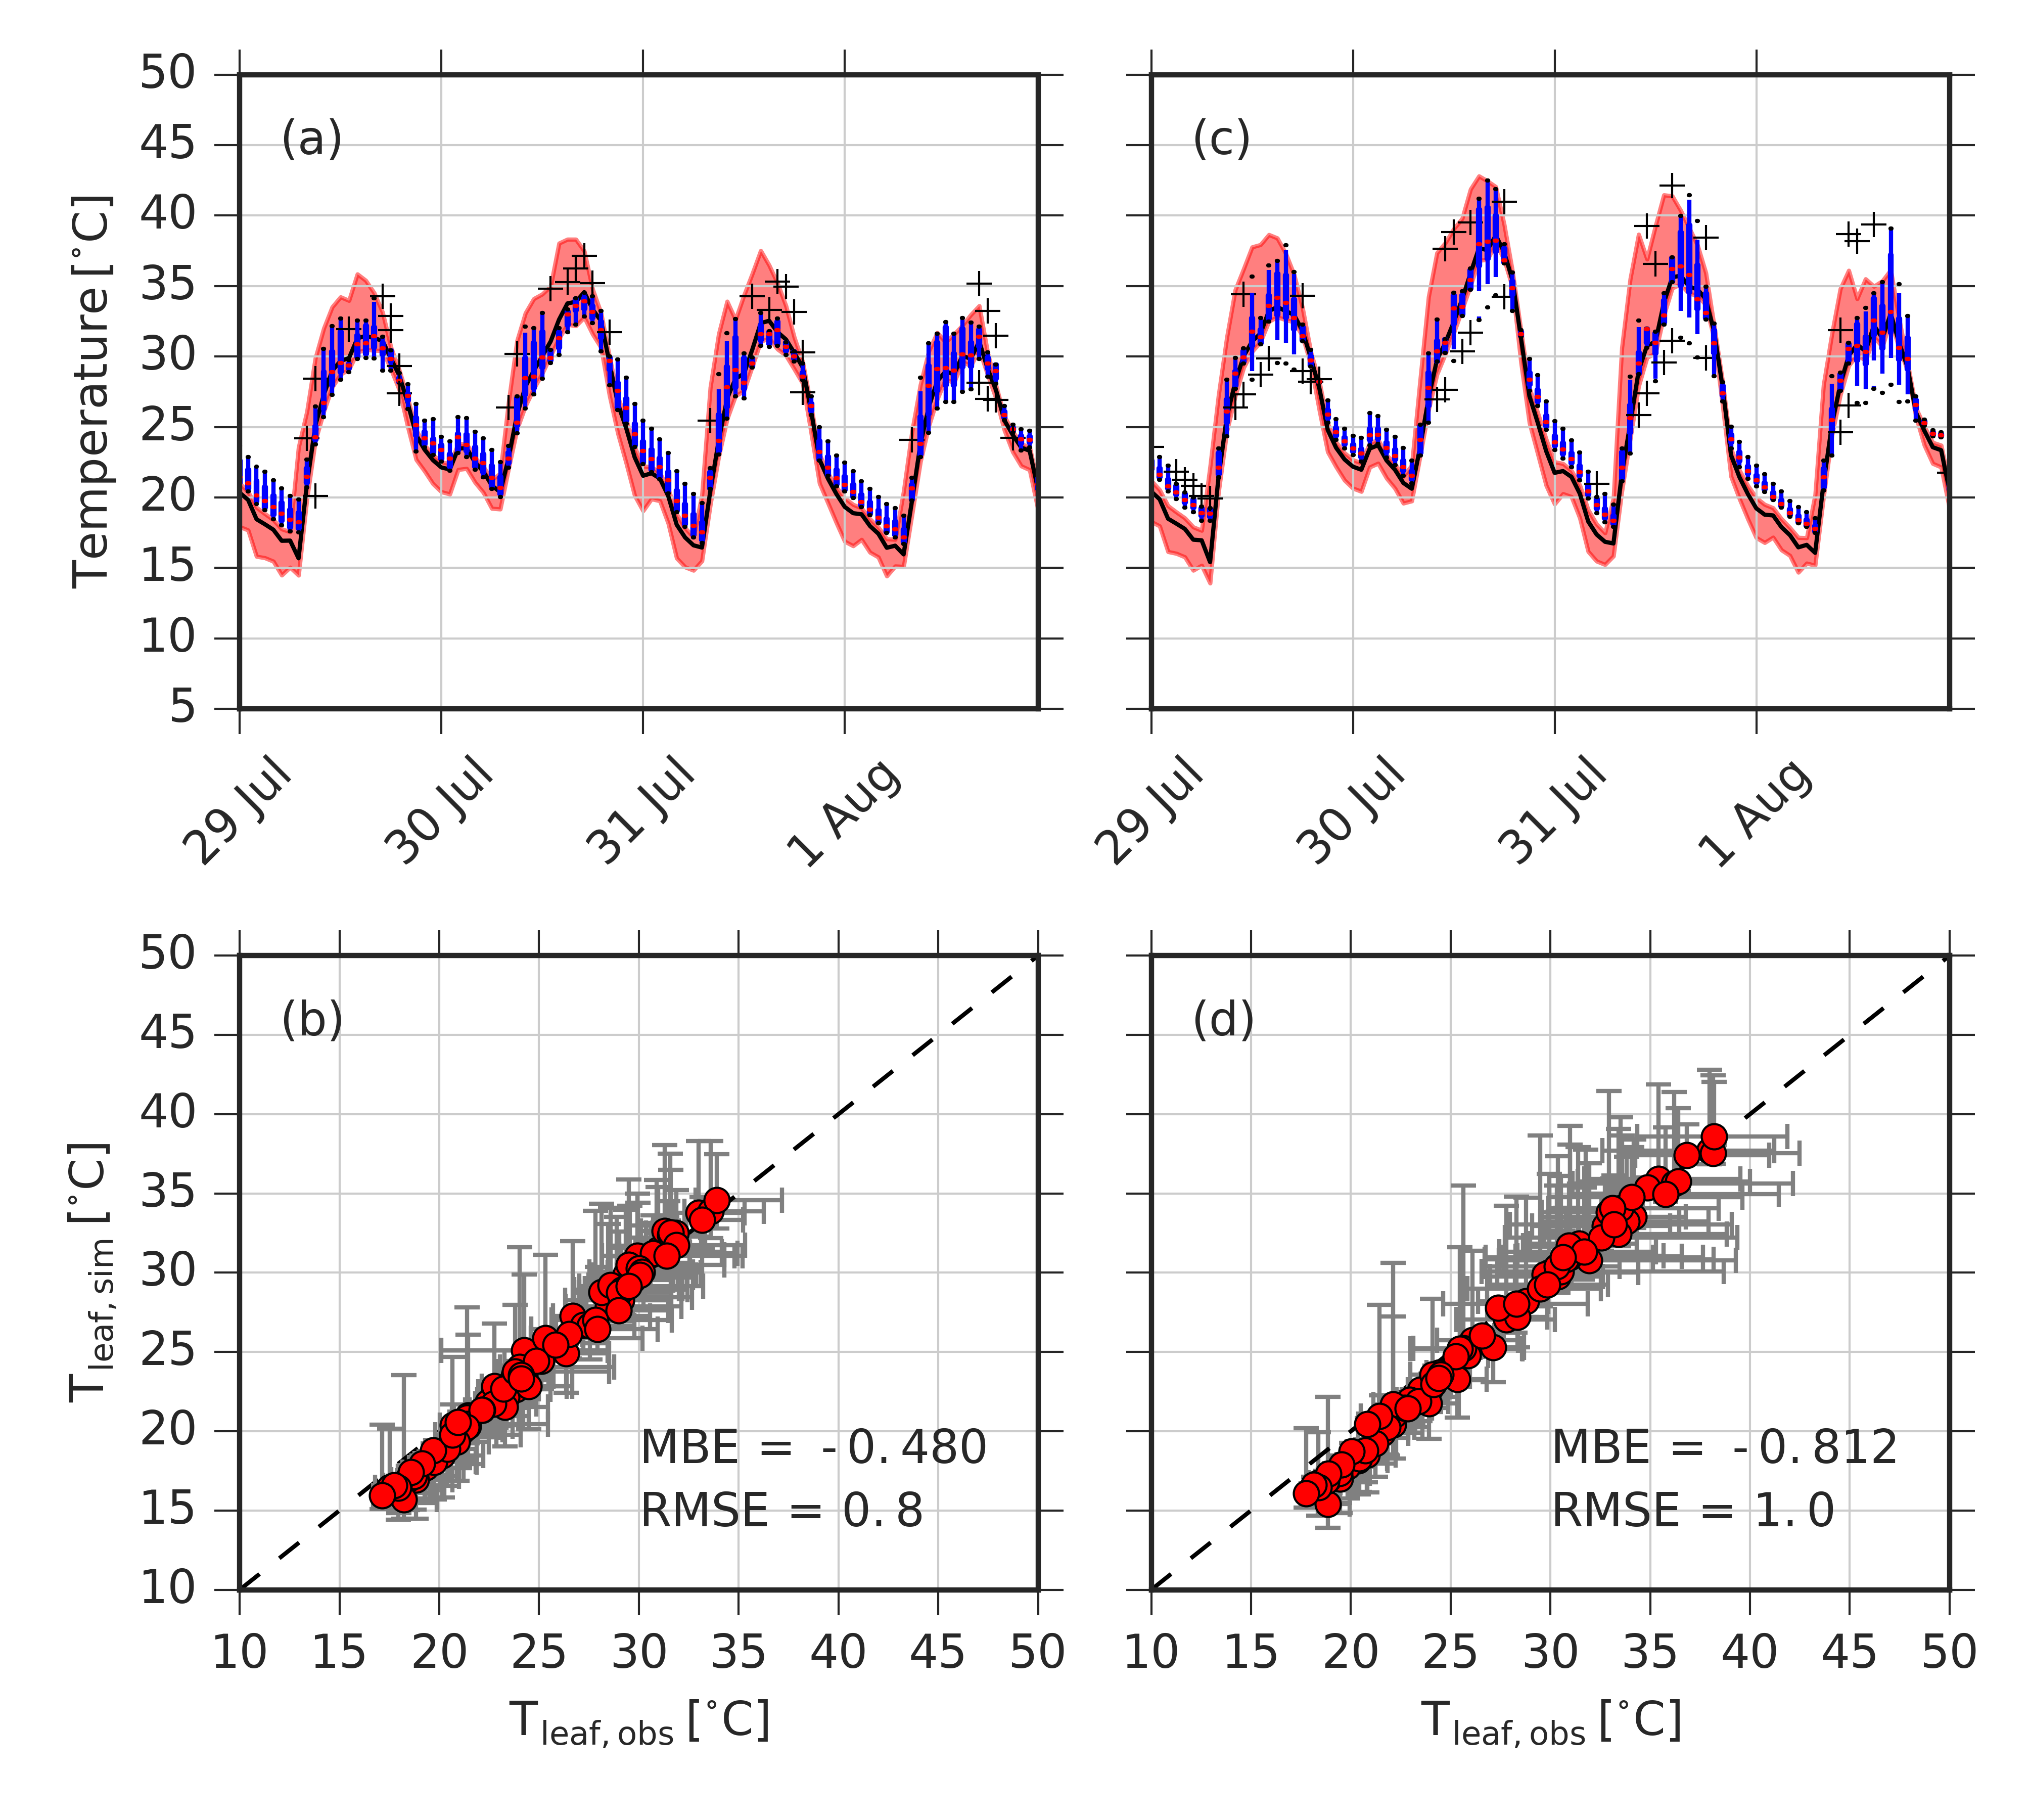 50
45
40
35
30
25
20
15
10
5
Temperature [°C]
(a)
29 Jul
30 Jul
31 Jul
1 Aug
(c)
29 Jul
30 Jul
31 Jul
1 Aug
50
45
40
35
30
25
20
15
10
T leaf, sim [°C]
(b)
MBE = -0.480
RMSE = 0.8
10 15 20 25 30 35 40 45 50
T leaf, obs [°C]
(d)
MBE = -0.812
RMSE = 1.0
10 15 20 25 30 35 40 45 50
T leaf, obs [°C]